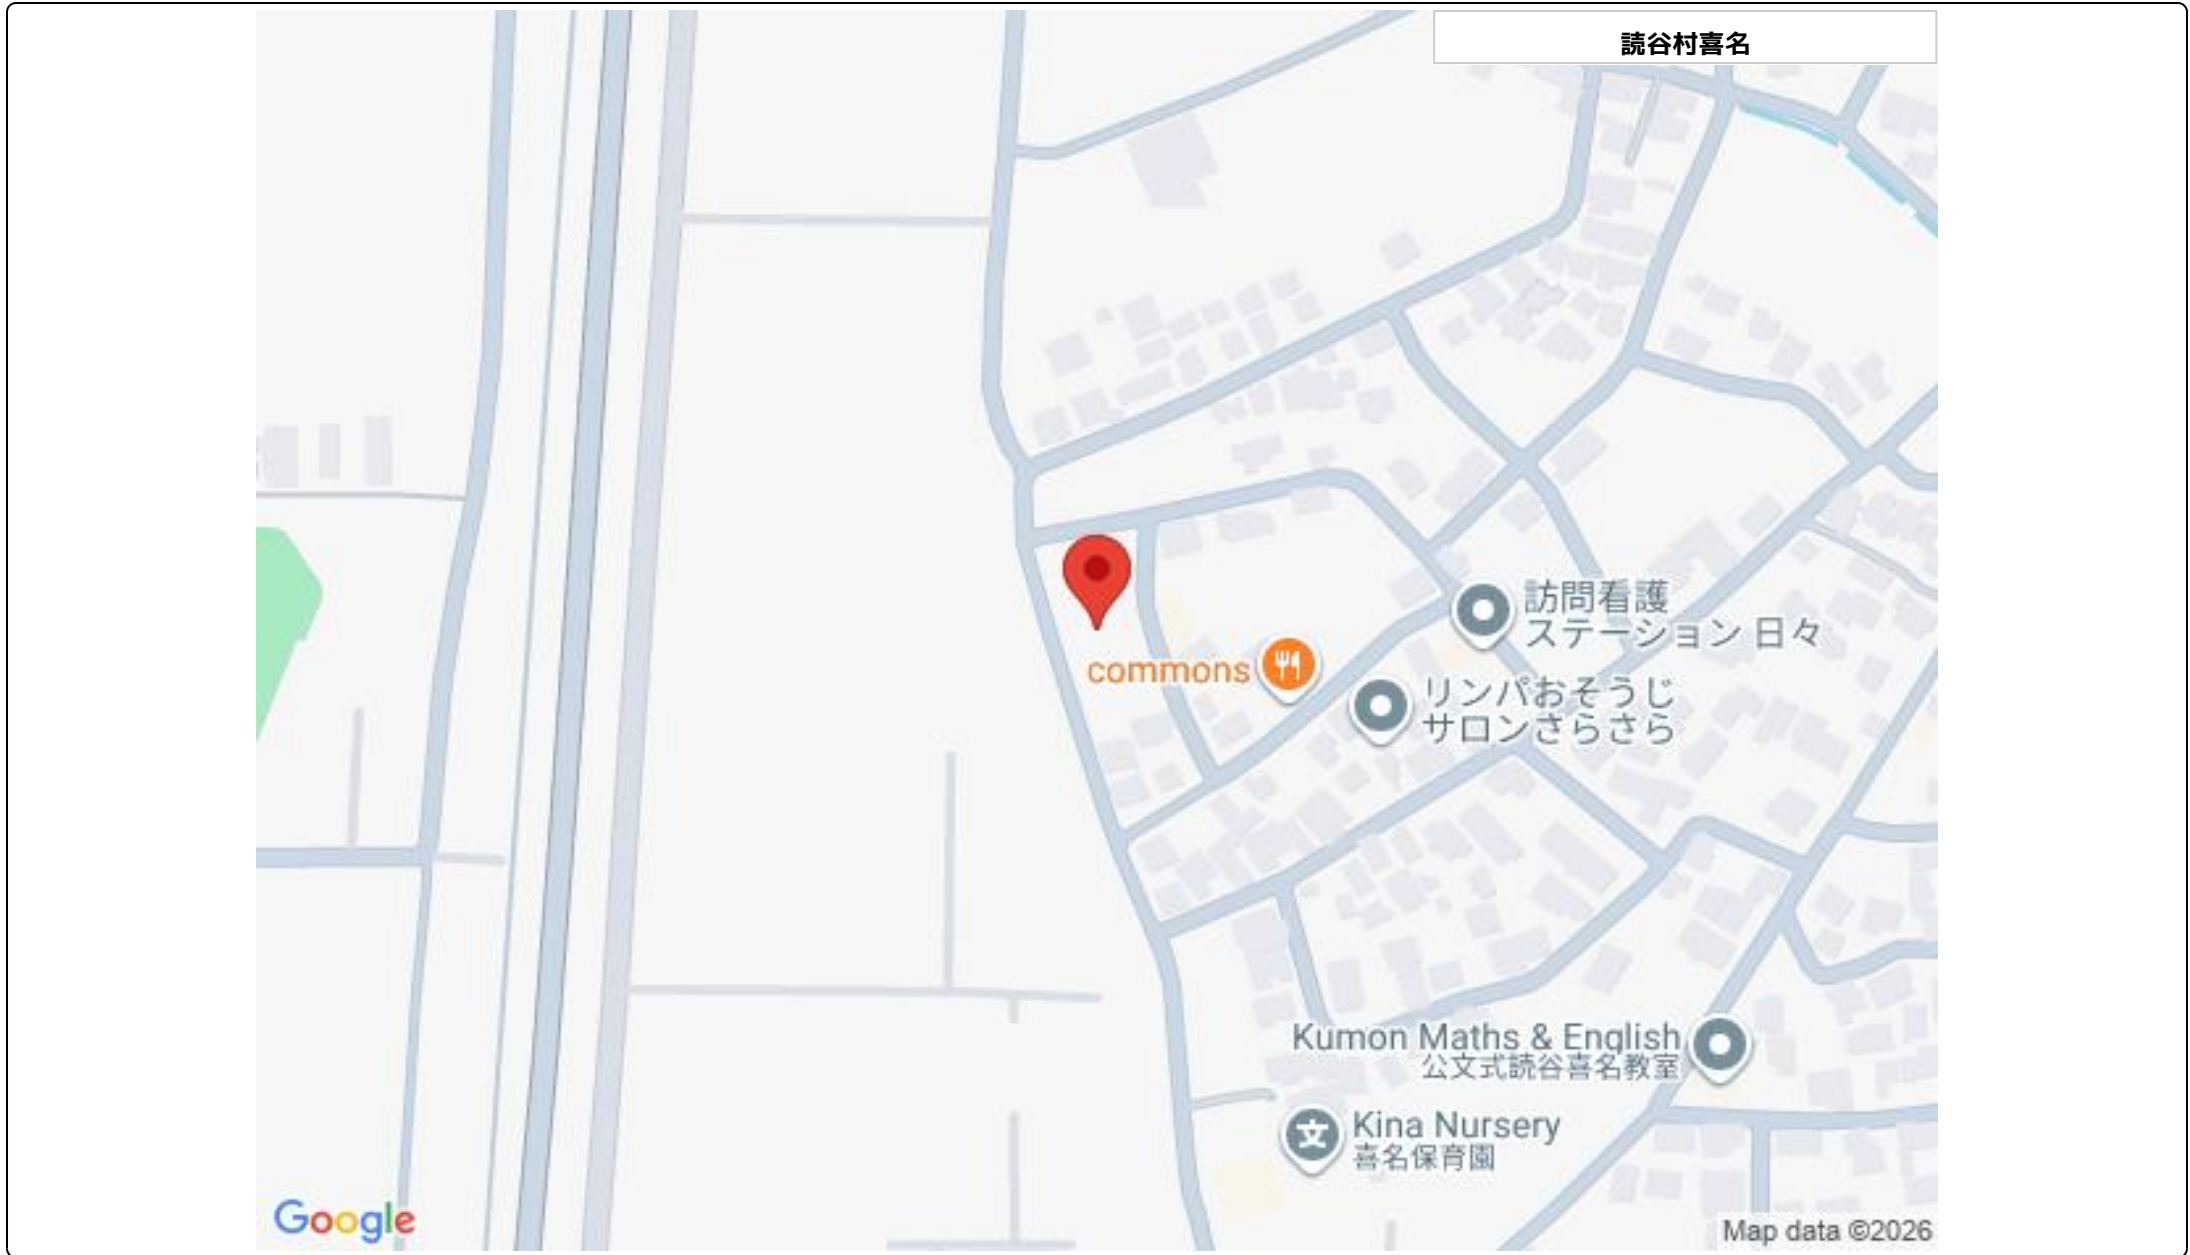 読谷村喜名
訪問看護
ステーション 日々
commons
リンパおそうじ
サロンさらさら
Kumon Maths & English
公文式読谷喜名教室
Kina Nursery
喜名保育園
文
Google
Map data ©2026